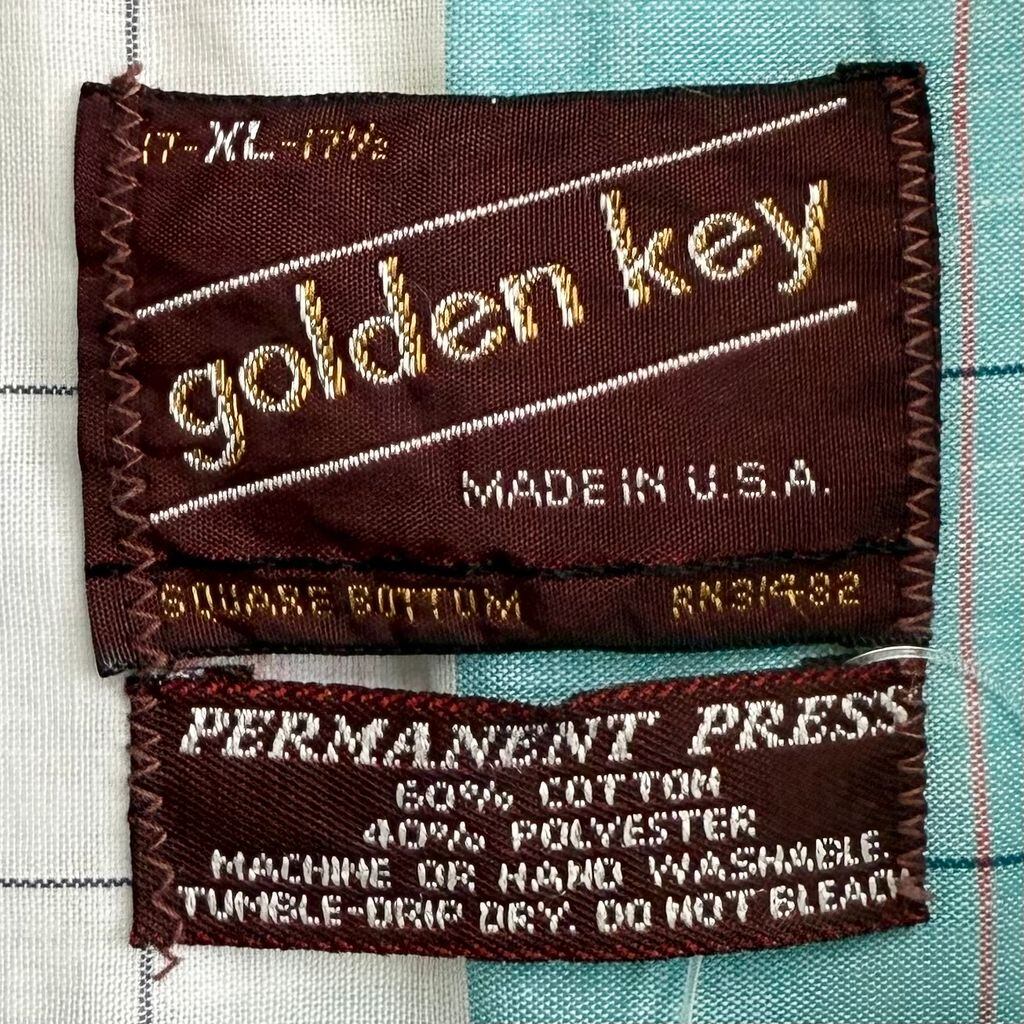 17-XL-17½
golden key
MADE IN U.S.A.
SQUARE BOTTOM RN31482
PERMANENT PRESS
60% COTTON
40% POLYESTER
MACHINE OR HAND WASHABLE.
TUMBLE-DRIP DRY. DO NOT BLEACH